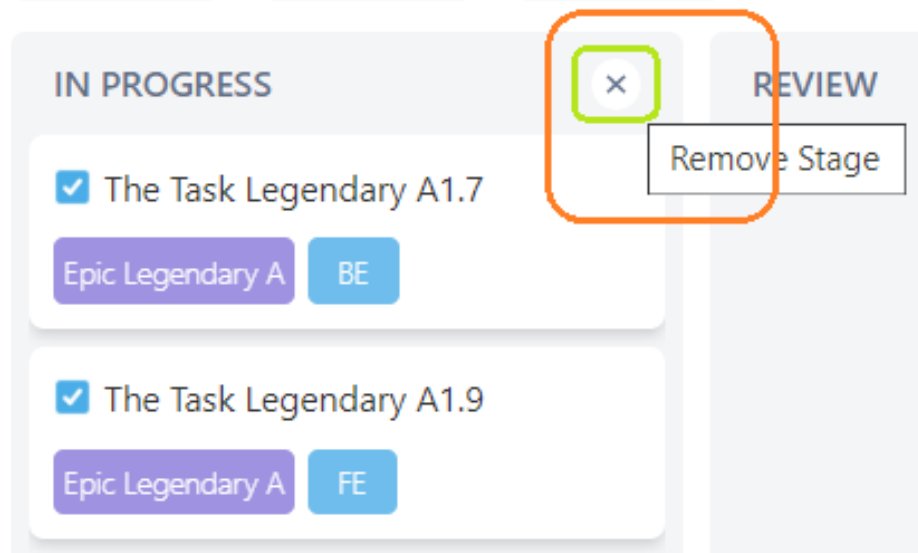 IN PROGRESS
REVIEW
Remove Stage
The Task Legendary A1.7
Epic Legendary A
BE
The Task Legendary A1.9
Epic Legendary A
FE